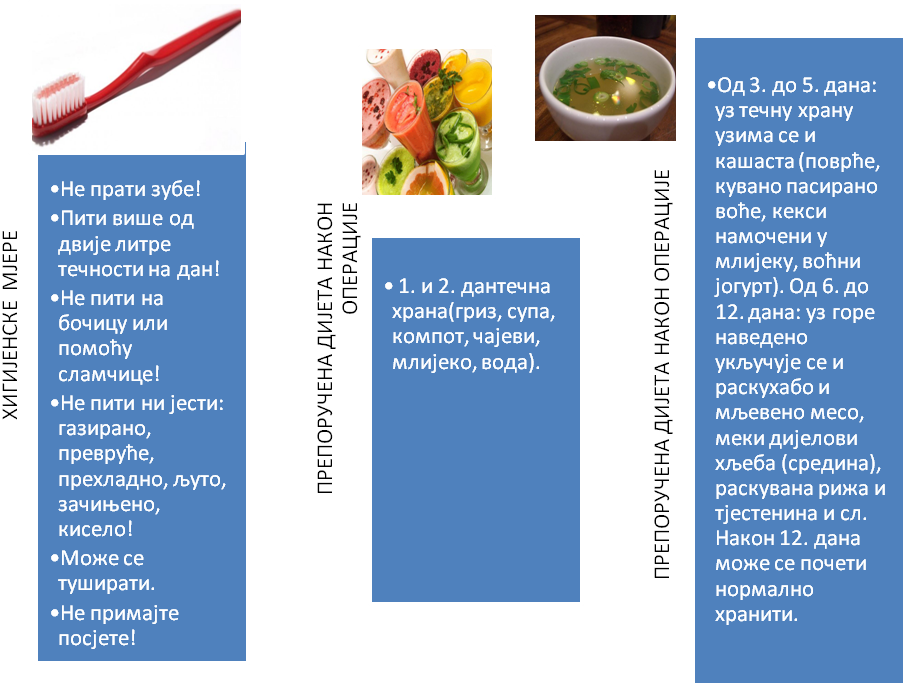 ХИГИЈЕНСКЕ МЈЕРЕ
•Не прати зубе!
•Пити више од
двије литре
течности на дан!
•Не пити на
бочицу или
помоћу
сламчице!
•Не пити ни јести:
газирано,
превруће,
прехладно, љуто,
зачињено,
кисело!
•Може се
туширати.
•Не примајте
посјете!
ПРЕПОРУЧЕНА ДИЈЕТА НАКОН
ОПЕРАЦИЈЕ
• 1. и 2. дантечна
храна(гриз, супа,
компот, чајеви,
млијеко, вода).
ПРЕПОРУЧЕНА ДИЈЕТА НАКОН ОПЕРАЦИЈЕ
•Од 3. до 5. дана:
уз течну храну
узима се и
кашаста (поврће,
кувано пасирано
воће, кекси
намочени у
млијеку, воћни
јогурт). Од 6. до
12. дана: уз горе
наведено
укључује се и
раскухабо и
мљевено месо,
меки дијелови
хљеба (средина),
раскувана рижа и
тјестенина и сл.
Након 12. дана
може се почети
нормално
хранити.